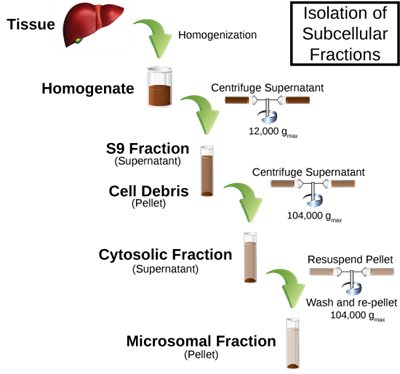 Isolation of
Subcellular
Fractions
Tissue
Homogenization
Homogenate
Centrifuge Supernatant
12,000 gmax
S9 Fraction
(Supernatant)
Cell Debris
(Pellet)
Centrifuge Supernatant
104,000 gmax
Cytosolic Fraction
(Supernatant)
Resuspend Pellet
Wash and re-pellet
104,000 gmax
Microsomal Fraction
(Pellet)